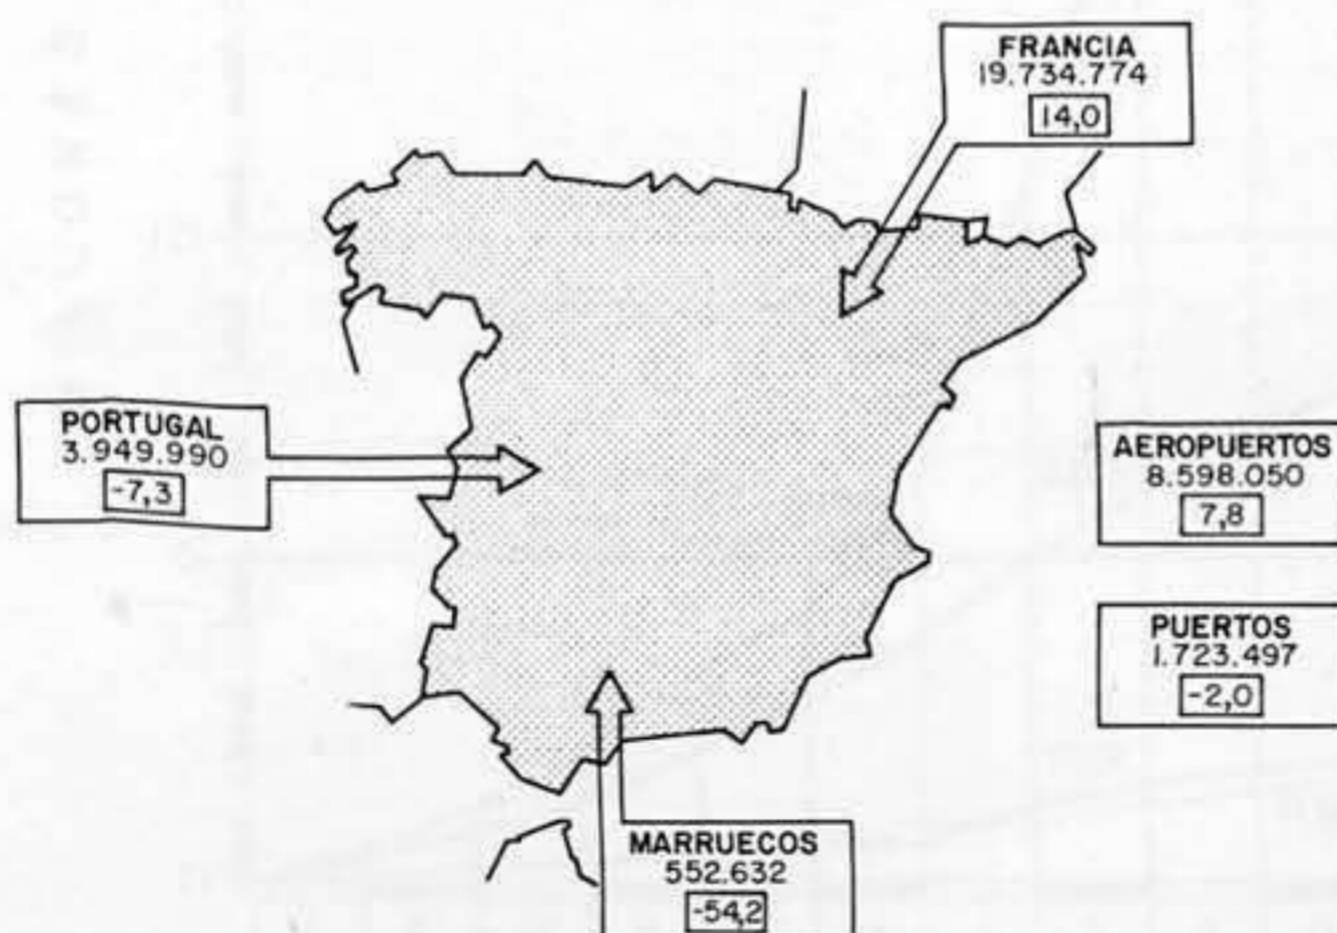 FRANCIA
19.734.774
14,0
PORTUGAL
3.949.990
-7,3
AEROPUERTOS
8.598.050
7,8
PUERTOS
1.723.497
-2,0
MARRUECOS
552.632
-54,2